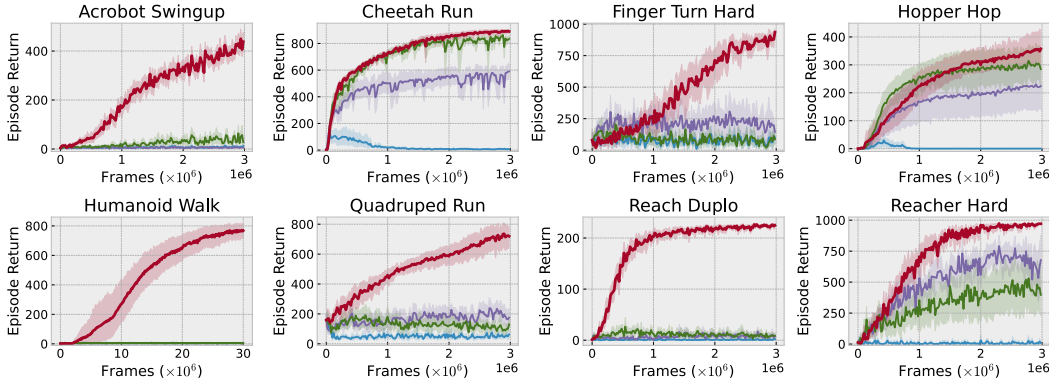 Acrobot Swingup
Episode Return
400
200
0
0 1 2 3
1e6
Frames (×10⁶)
Cheetah Run
Episode Return
800
600
400
200
0
0 1 2 3
1e6
Frames (×10⁶)
Finger Turn Hard
Episode Return
1000
750
500
250
0
0 1 2 3
1e6
Frames (×10⁶)
Hopper Hop
Episode Return
400
300
200
100
0
0 1 2 3
1e6
Frames (×10⁶)
Humanoid Walk
Episode Return
800
600
400
200
0
0 10 20 30
Frames (×10⁶)
Quadruped Run
Episode Return
800
600
400
200
0
0 1 2 3
1e6
Frames (×10⁶)
Reach Duplo
Episode Return
200
100
0
0 1 2 3
1e6
Frames (×10⁶)
Reacher Hard
Episode Return
1000
750
500
250
0
0 1 2 3
1e6
Frames (×10⁶)